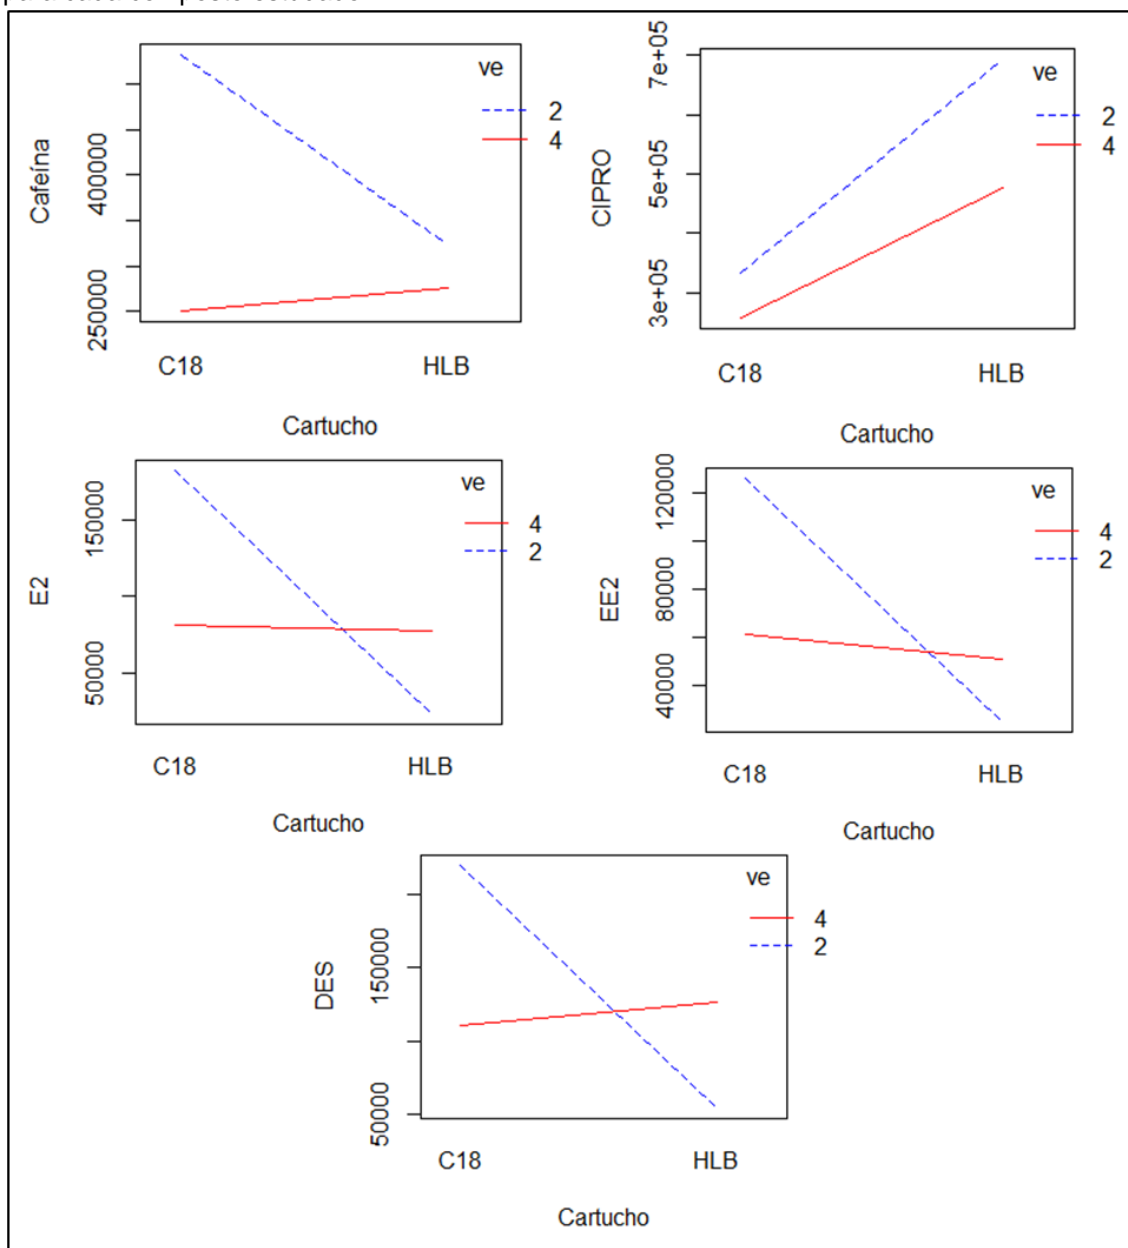 Cafeína
250000
400000
ve
2
4
C18
HLB
Cartucho
CIPRO
3e+05
5e+05
7e+05
ve
2
4
C18
HLB
Cartucho
E2
50000
150000
ve
4
2
C18
HLB
Cartucho
EE2
40000
80000
120000
ve
4
2
C18
HLB
Cartucho
DES
50000
150000
ve
4
2
C18
HLB
Cartucho